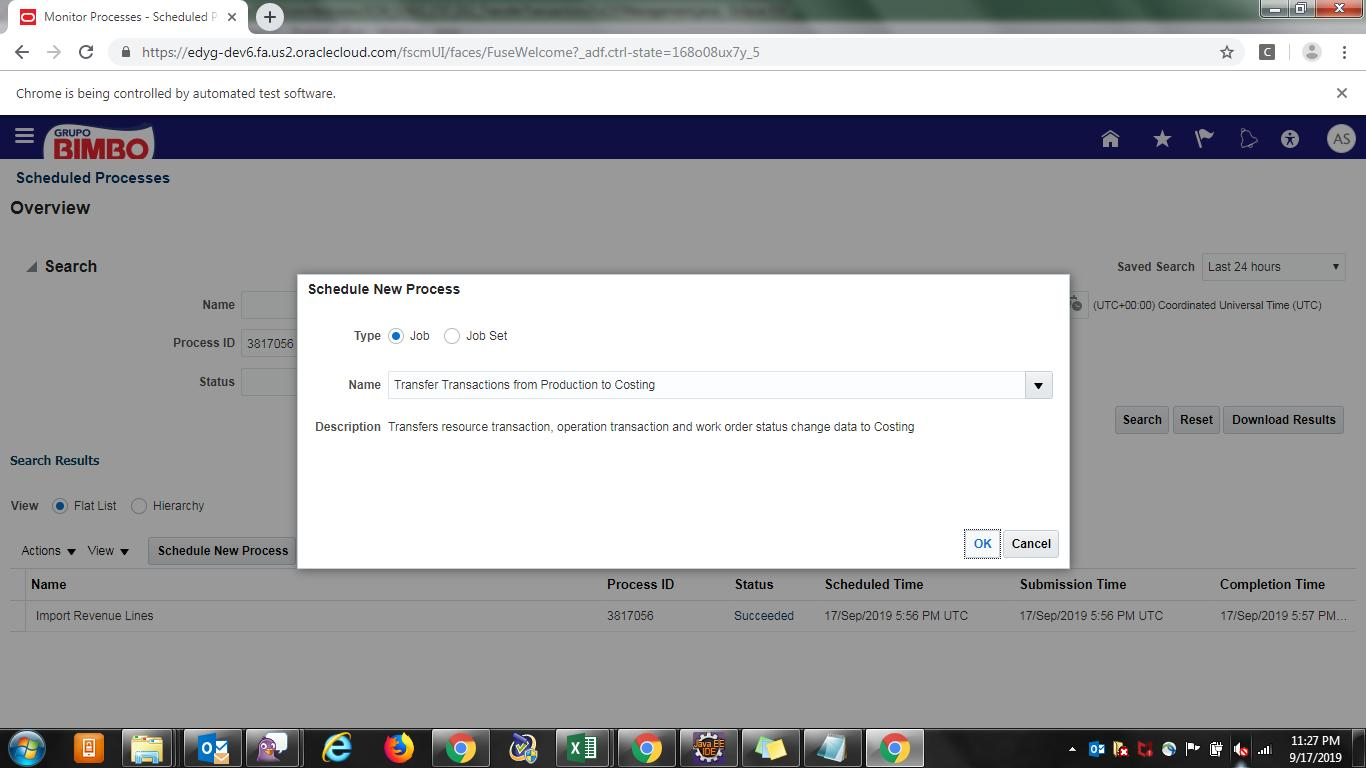 Monitor Processes - Scheduled P
https://edyg-dev6.fa.us2.oraclecloud.com/fscmUI/faces/FuseWelcome?_adf.ctrl-state=168o08ux7y_5
C
Chrome is being controlled by automated test software.
GRUPO
BIMBO
AS
Scheduled Processes
Overview
Search
Saved Search Last 24 hours
Name
(UTC+00:00) Coordinated Universal Time (UTC)
Process ID 3817056
Status
Schedule New Process
Type Job Job Set
Name Transfer Transactions from Production to Costing
Description Transfers resource transaction, operation transaction and work order status change data to Costing
OK Cancel
Search Reset Download Results
Search Results
View Flat List Hierarchy
Actions View Schedule New Process
Name Process ID Status Scheduled Time Submission Time Completion Time
Import Revenue Lines 3817056 Succeeded 17/Sep/2019 5:56 PM UTC 17/Sep/2019 5:56 PM UTC 17/Sep/2019 5:57 PM...
Java EE
IDE
11:27 PM
9/17/2019